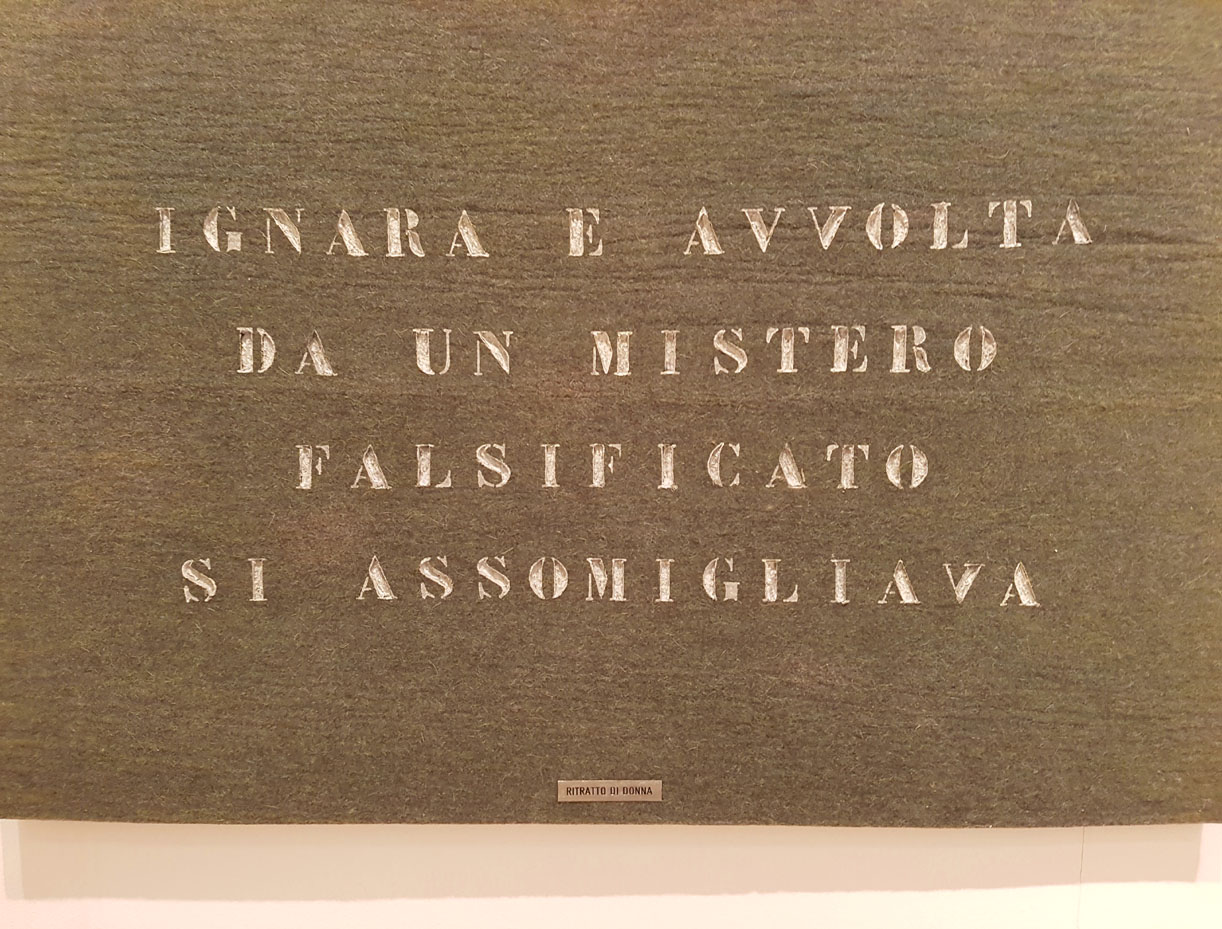 IGNARA E AVVOLTA
DA UN MISTERO
FALSIFICATO
SI ASSOMIGLIAVA
RITRATTO DI DONNA